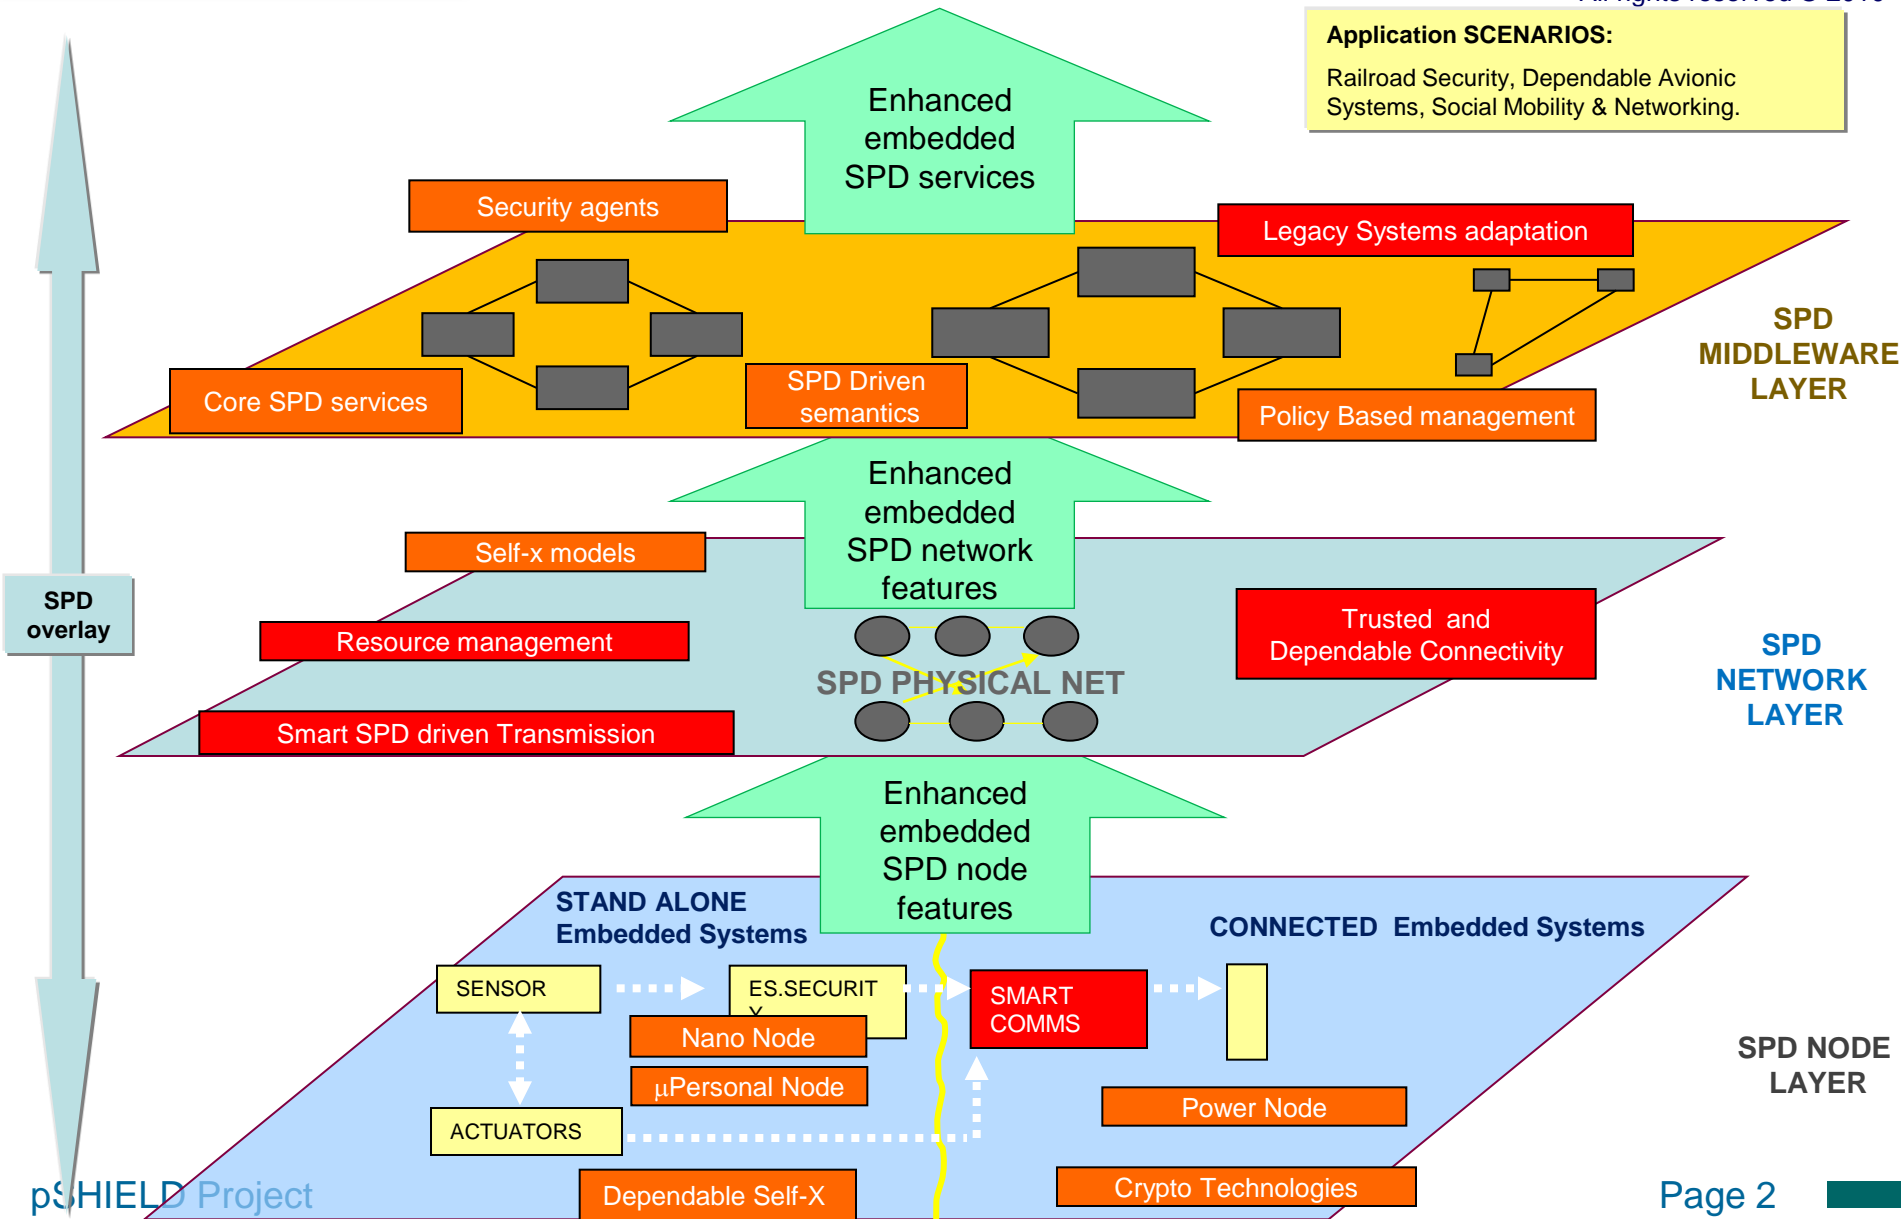 Application SCENARIOS:
Railroad Security, Dependable Avionic
Systems, Social Mobility & Networking.
Enhanced
embedded
SPD services
Security agents
Legacy Systems adaptation
SPD
MIDDLEWARE
LAYER
Core SPD services
SPD Driven
semantics
Policy Based management
Enhanced
embedded
SPD network
features
Self-x models
SPD
overlay
Resource management
Trusted and
Dependable Connectivity
SPD PHYSICAL NET
SPD
NETWORK
LAYER
Smart SPD driven Transmission
Enhanced
embedded
SPD node
features
STAND ALONE
Embedded Systems
CONNECTED Embedded Systems
SENSOR
ES.SECURIT
SMART
COMMS
Nano Node
µPersonal Node
SPD NODE
LAYER
Power Node
ACTUATORS
Dependable Self-X
Crypto Technologies
pSHIELD Project
Page 2